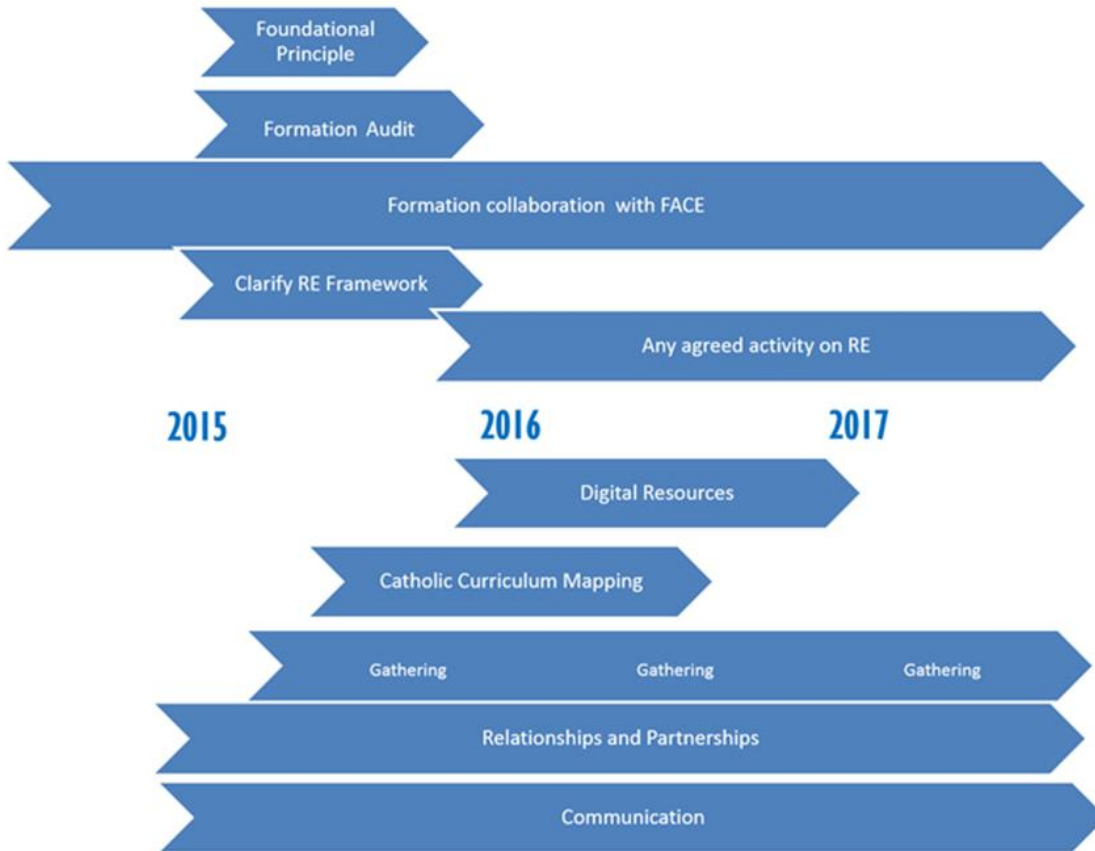 Foundational
Principle
Formation Audit
Formation collaboration with FACE
Clarify RE Framework
Any agreed activity on RE
2015 2016 2017
Digital Resources
Catholic Curriculum Mapping
Gathering Gathering Gathering
Relationships and Partnerships
Communication